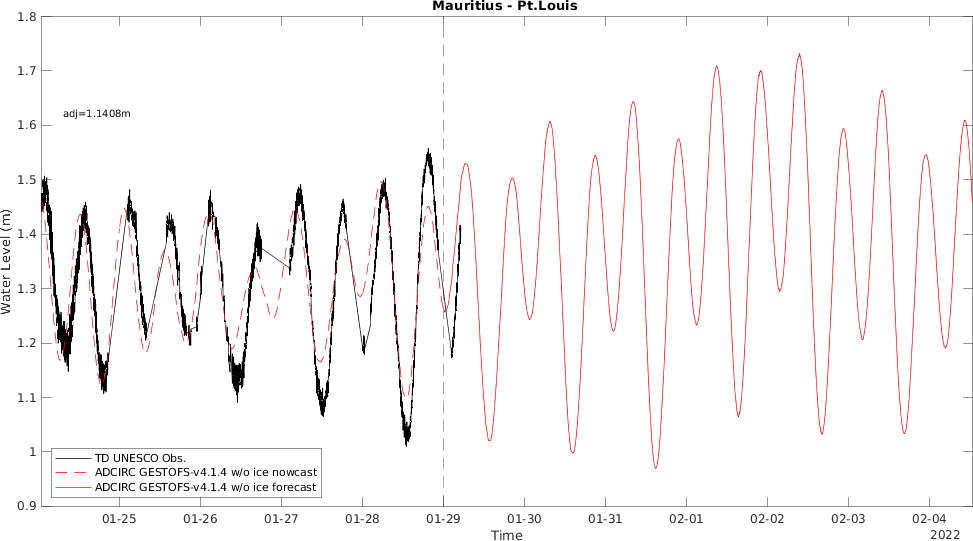 Mauritius - Pt.Louis
1.8
1.7
1.6
1.5
1.4
1.3
1.2
1.1
1
0.9
Water Level (m)
adj=1.1408m
TD UNESCO Obs.
ADCIRC GESTOFS-v4.1.4 w/o ice nowcast
ADCIRC GESTOFS-v4.1.4 w/o ice forecast
01-25 01-26 01-27 01-28 01-29 01-30 01-31 02-01 02-02 02-03 02-04
Time
2022